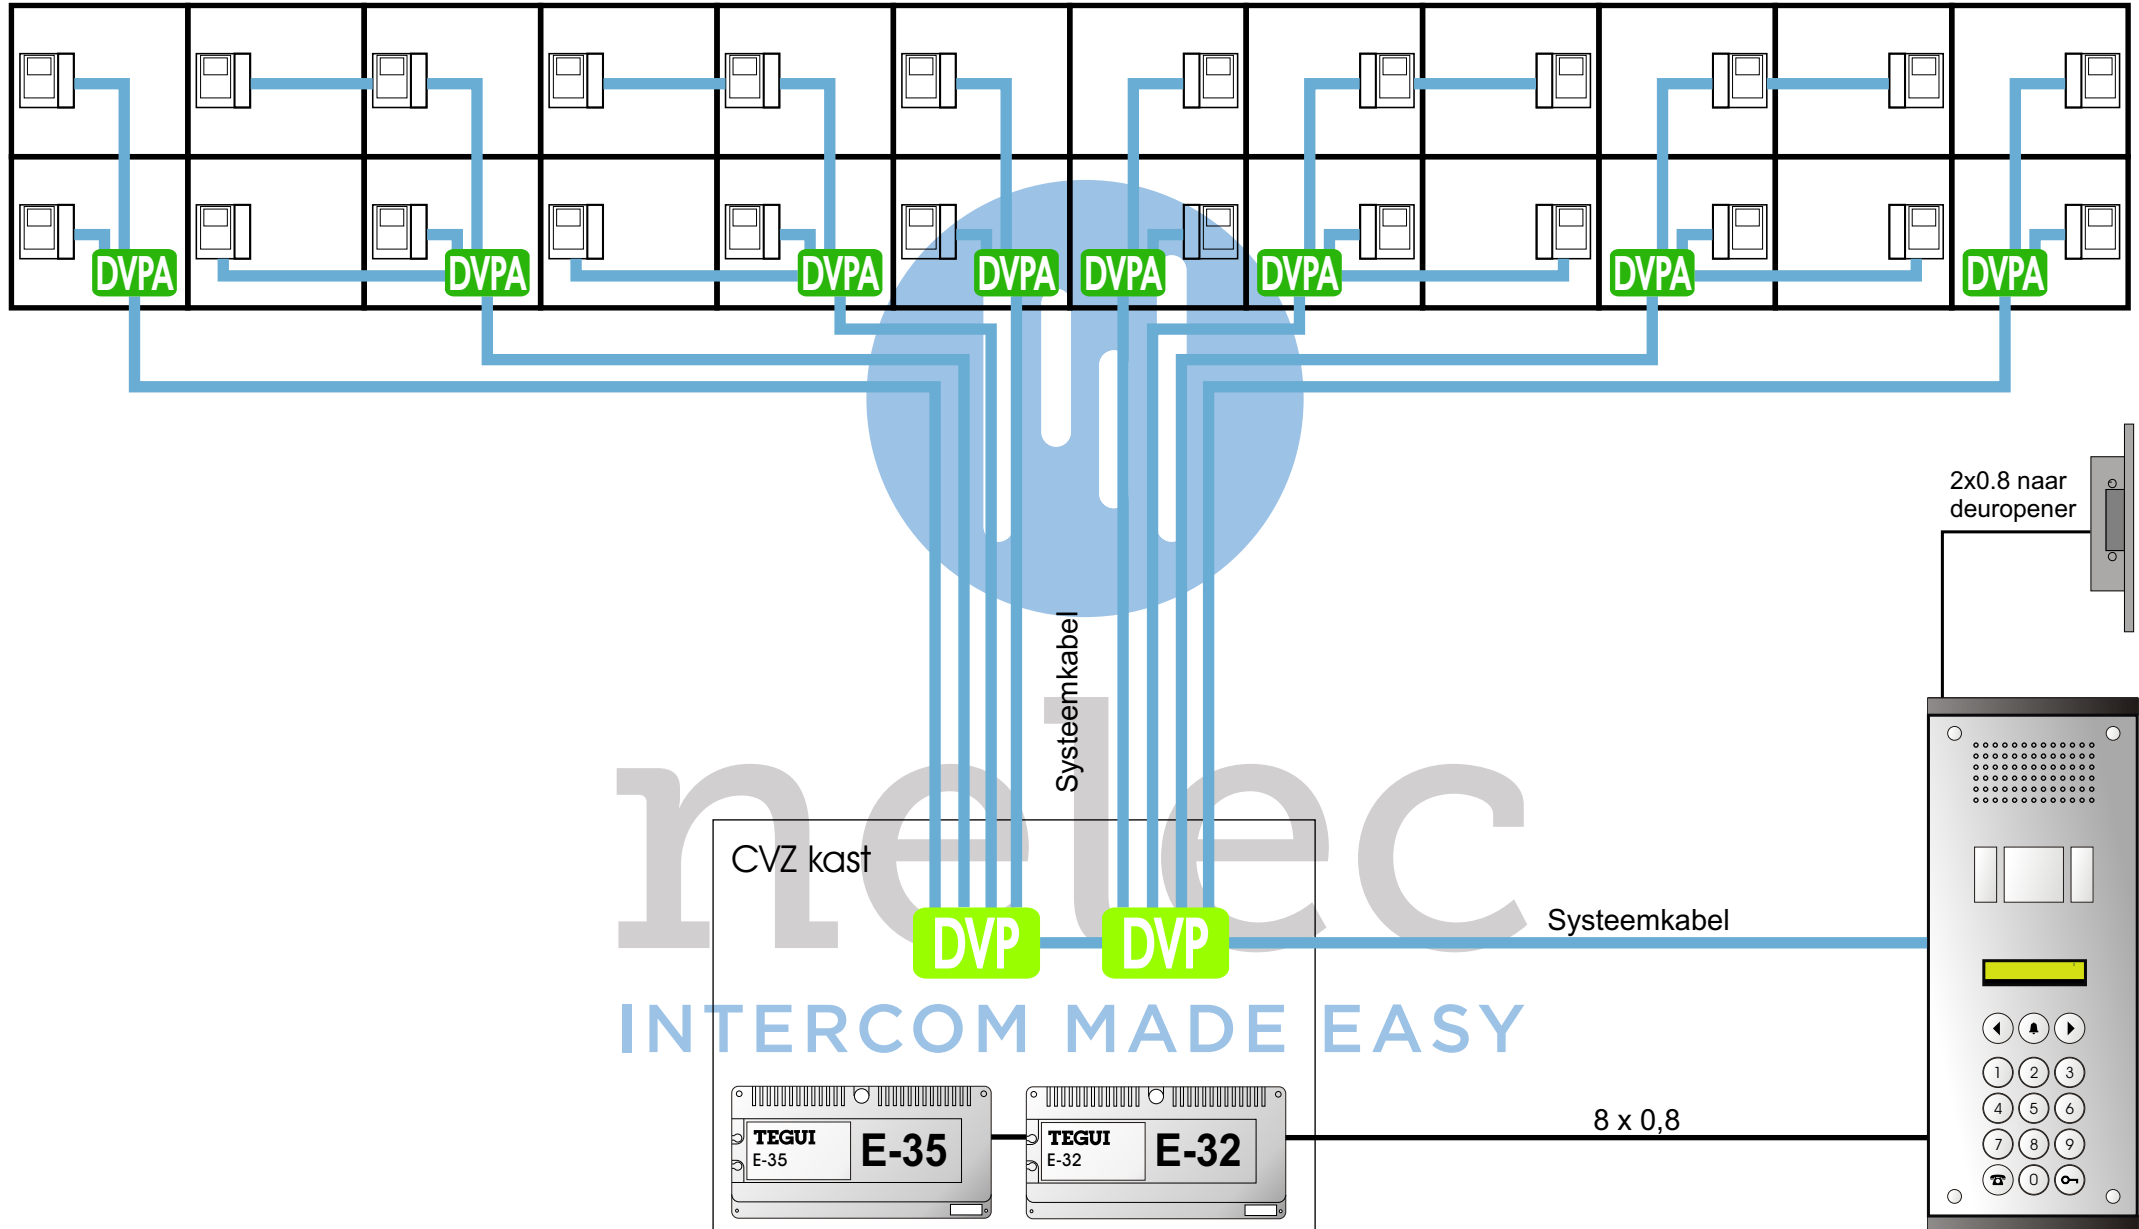 DVPA DVPA DVPA DVPA DVPA DVPA DVPA DVPA
2x0.8 naar
deuropener
Systeemkabel
nelec
CVZ kast
Systeemkabel
DVP DVP
INTERCOM MADE EASY
TEGUI
E-35
E-35
TEGUI
E-32
E-32
8 x 0,8
1 2 3
4 5 6
7 8 9
0